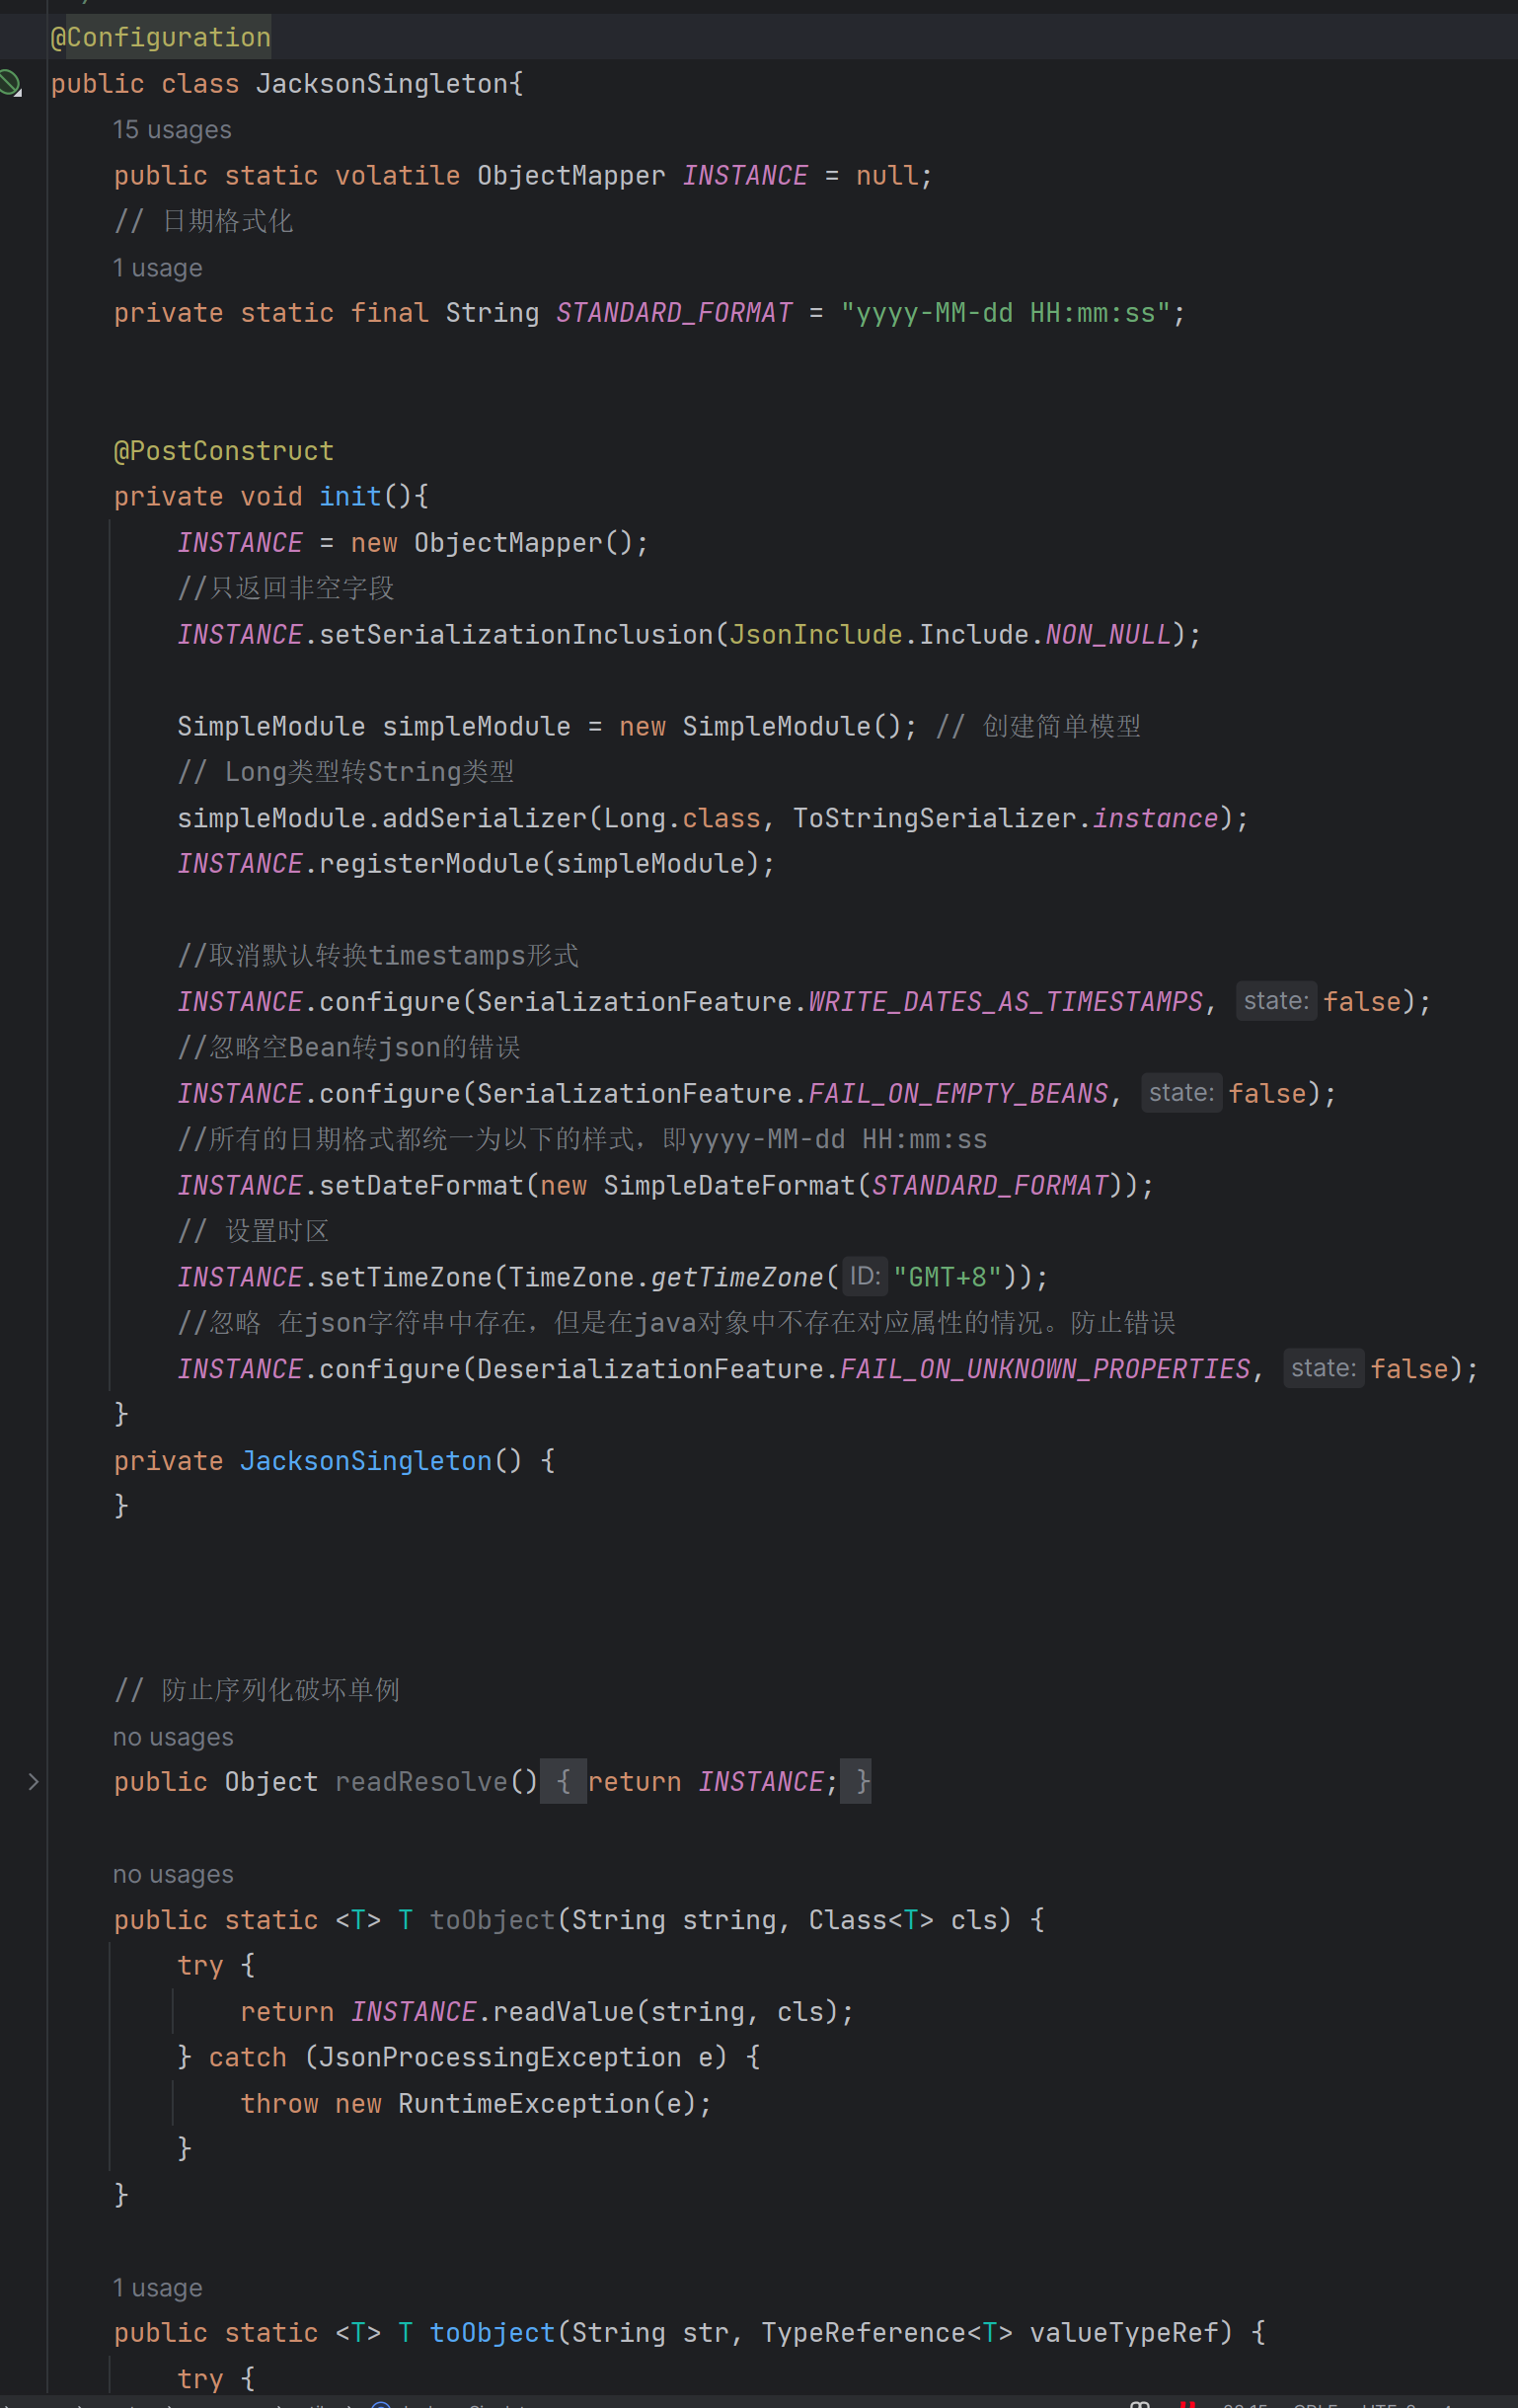 @Configuration
public class JacksonSingleton{
15 usages
public static volatile ObjectMapper INSTANCE = null;
// 日期格式化
1 usage
private static final String STANDARD_FORMAT = "yyyy-MM-dd HH:mm:ss";
@PostConstruct
private void init(){
INSTANCE = new ObjectMapper();
//只返回非空字段
INSTANCE.setSerializationInclusion(JsonInclude.Include.NON_NULL);
SimpleModule simpleModule = new SimpleModule(); // 创建简单模型
// Long类型转String类型
simpleModule.addSerializer(Long.class, ToStringSerializer.instance);
INSTANCE.registerModule(simpleModule);
//取消默认转换timestamps形式
INSTANCE.configure(SerializationFeature.WRITE_DATES_AS_TIMESTAMPS, state: false);
//忽略空Bean转json的错误
INSTANCE.configure(SerializationFeature.FAIL_ON_EMPTY_BEANS, state: false);
//所有的日期格式都统一为以下的样式，即yyyy-MM-dd HH:mm:ss
INSTANCE.setDateFormat(new SimpleDateFormat(STANDARD_FORMAT));
// 设置时区
INSTANCE.setTimeZone(TimeZone.getTimeZone( ID: "GMT+8"));
//忽略 在json字符串中存在，但是在java对象中不存在对应属性的情况。防止错误
INSTANCE.configure(DeserializationFeature.FAIL_ON_UNKNOWN_PROPERTIES, state: false);
}
private JacksonSingleton() {
}
// 防止序列化破坏单例
no usages
public Object readResolve() { return INSTANCE; }
no usages
public static <T> T toObject(String string, Class<T> cls) {
try {
return INSTANCE.readValue(string, cls);
} catch (JsonProcessingException e) {
throw new RuntimeException(e);
}
}
1 usage
public static <T> T toObject(String str, TypeReference<T> valueTypeRef) {
try {